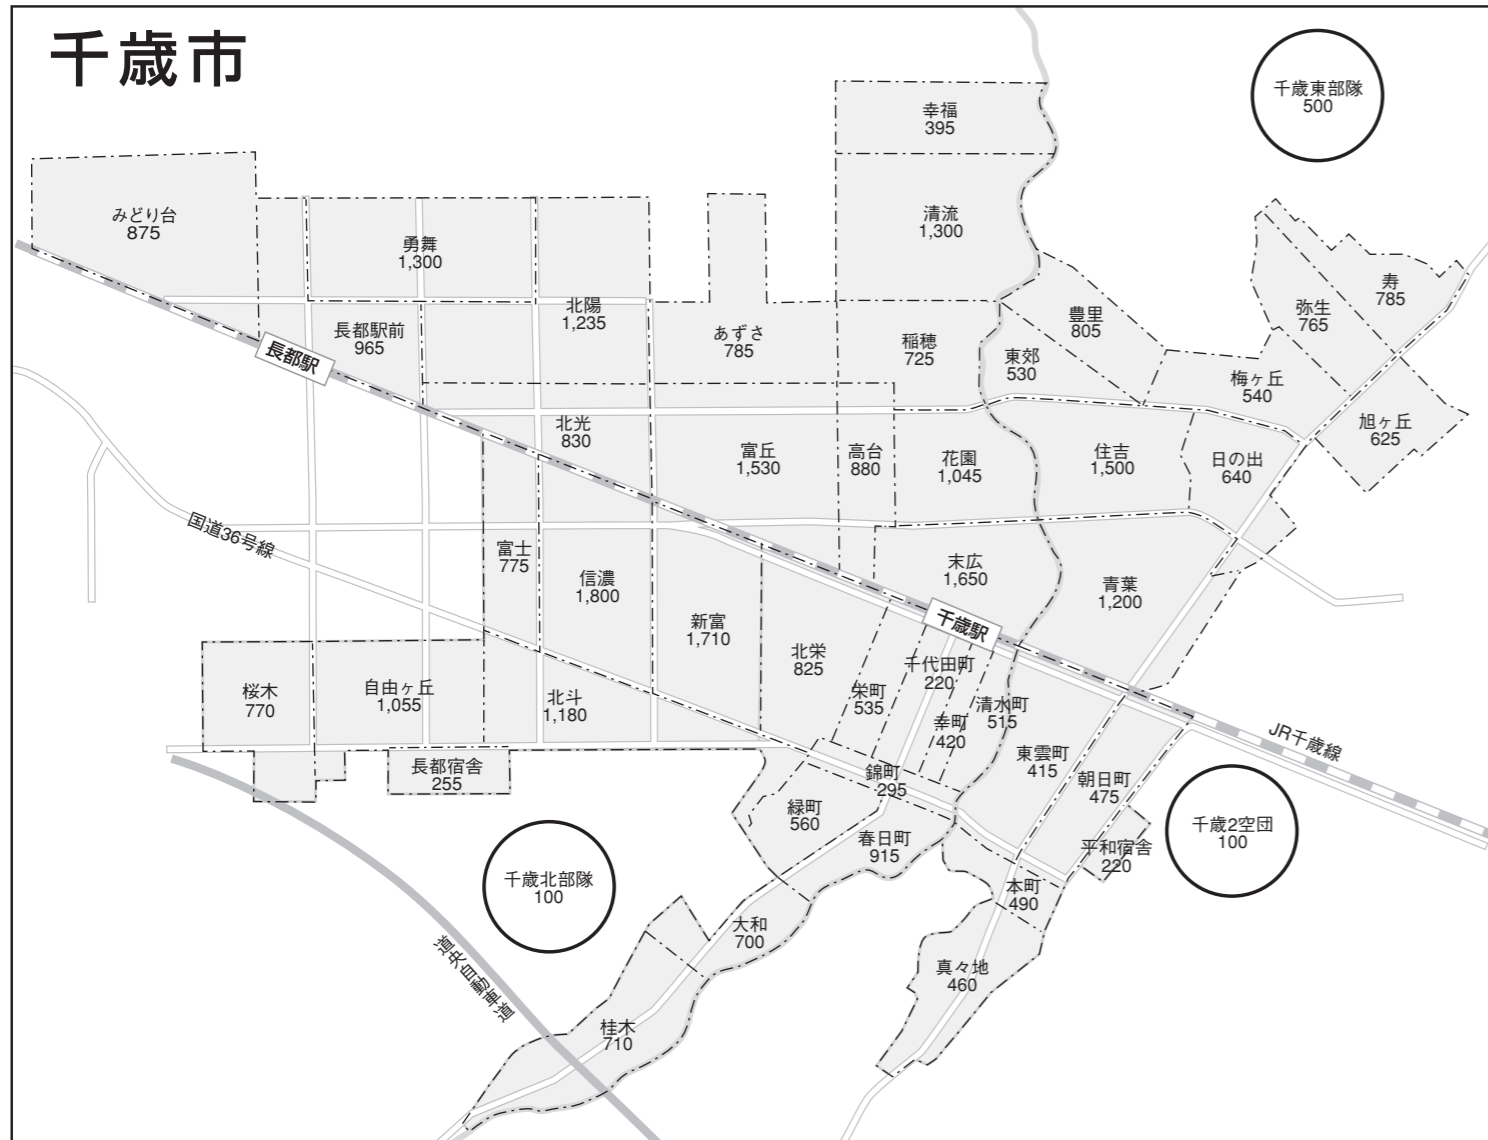 千歳市
千歳東部隊
500
幸福
395
みどり台
875
清流
1,300
勇舞
1,300
寿
785
弥生
765
北陽
1,235
豊里
805
長都駅前
965
あずさ
785
稲穂
725
東郊
530
長都駅
梅ヶ丘
540
旭ヶ丘
625
北光
830
富丘
1,530
高台
880
花園
1,045
住吉
1,500
日の出
640
国道36号線
富士
775
信濃
1,800
末広
1,650
青葉
1,200
新富
1,710
千歳駅
北栄
825
千代田町
220
桜木
770
自由ヶ丘
1,055
北斗
1,180
栄町
535
清水町
515
幸町
420
JR千歳線
東雲町
415
長都宿舎
255
錦町
295
朝日町
475
緑町
560
春日町
915
千歳2空団
100
平和宿舎
220
千歳北部隊
100
本町
490
大和
700
真々地
460
道央自動車道
桂木
710